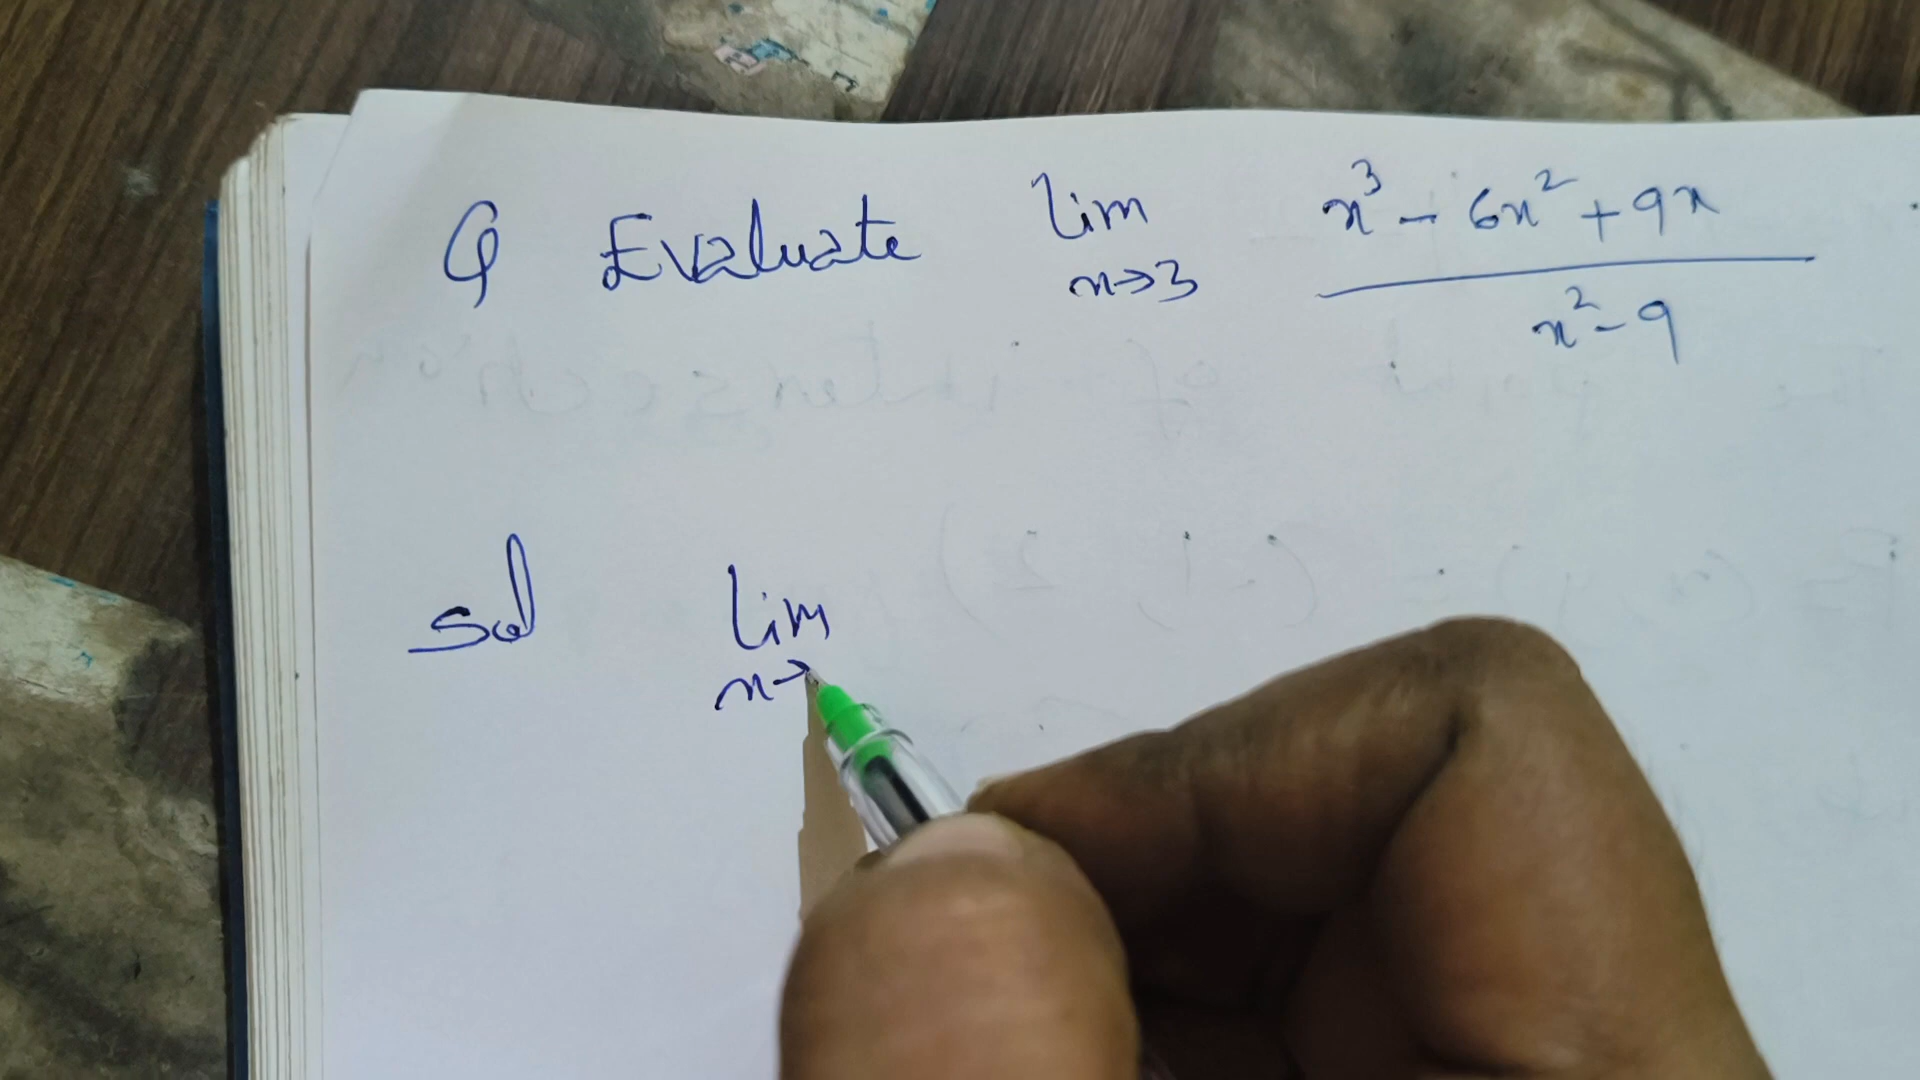 Q Evaluate lim x³ - 6x² + 9x
x→3 x² - 9
Sol lim
x→